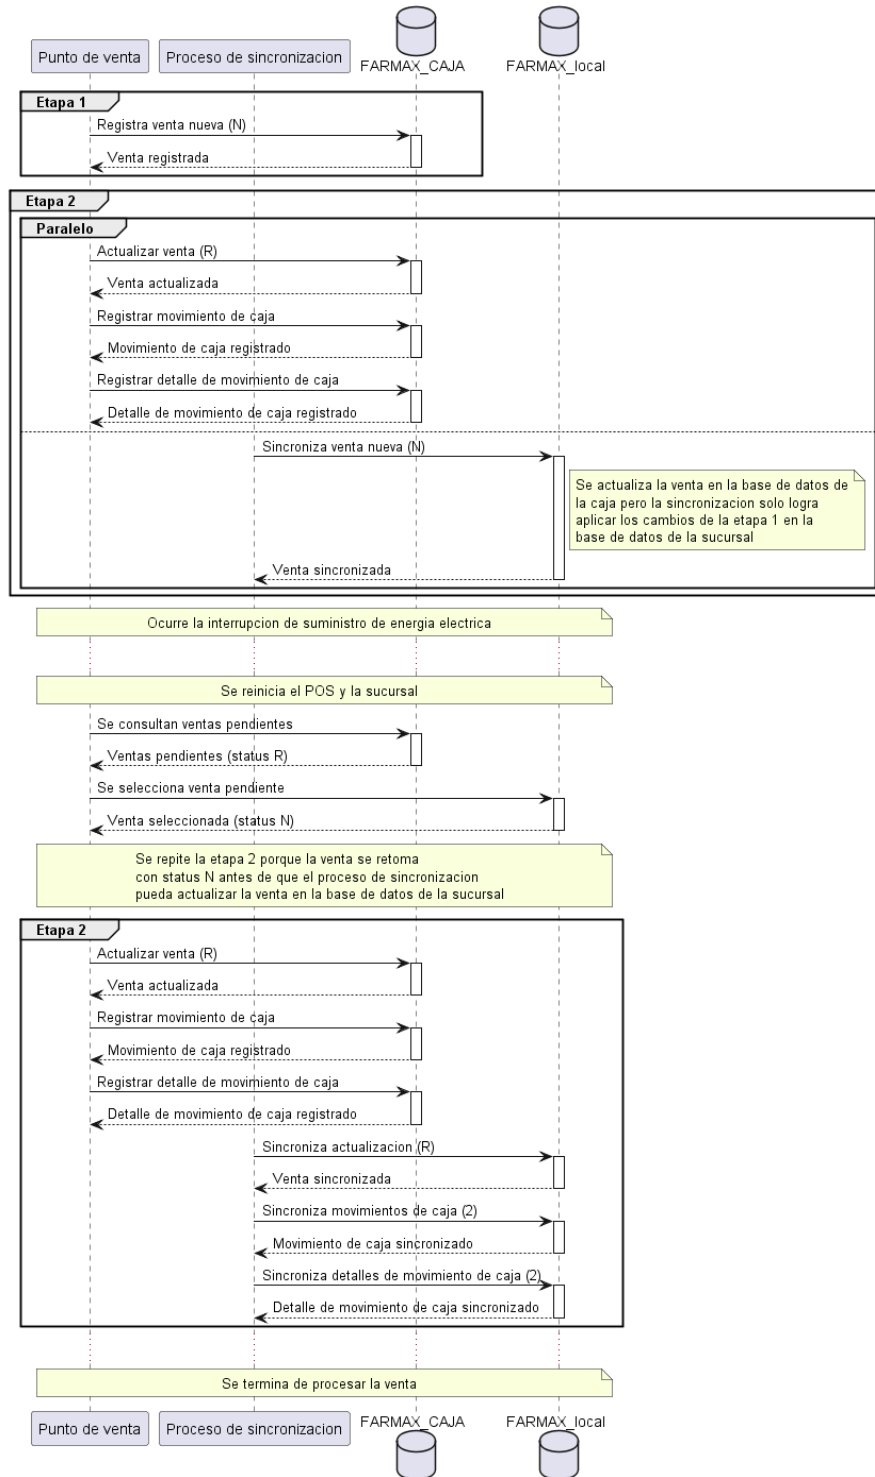 Punto de venta
Proceso de sincronizacion
FARMAX_CAJA
FARMAX_local
Etapa 1
Registra venta nueva (N)
Venta registrada
Etapa 2
Paralelo
Actualizar venta (R)
Venta actualizada
Registrar movimiento de caja
Movimiento de caja registrado
Registrar detalle de movimiento de caja
Detalle de movimiento de caja registrado
Sincroniza venta nueva (N)
Se actualiza la venta en la base de datos de
la caja pero la sincronizacion solo logra
aplicar los cambios de la etapa 1 en la
base de datos de la sucursal
Venta sincronizada
Ocurre la interrupcion de suministro de energia electrica
Se reinicia el POS y la sucursal
Se consultan ventas pendientes
Ventas pendientes (status R)
Se selecciona venta pendiente
Venta seleccionada (status N)
Se repite la etapa 2 porque la venta se retoma
con status N antes de que el proceso de sincronizacion
pueda actualizar la venta en la base de datos de la sucursal
Etapa 2
Actualizar venta (R)
Venta actualizada
Registrar movimiento de caja
Movimiento de caja registrado
Registrar detalle de movimiento de caja
Detalle de movimiento de caja registrado
Sincroniza actualizacion (R)
Venta sincronizada
Sincroniza movimientos de caja (2)
Movimiento de caja sincronizado
Sincroniza detalles de movimiento de caja (2)
Detalle de movimiento de caja sincronizado
Se termina de procesar la venta
Punto de venta
Proceso de sincronizacion
FARMAX_CAJA
FARMAX_local